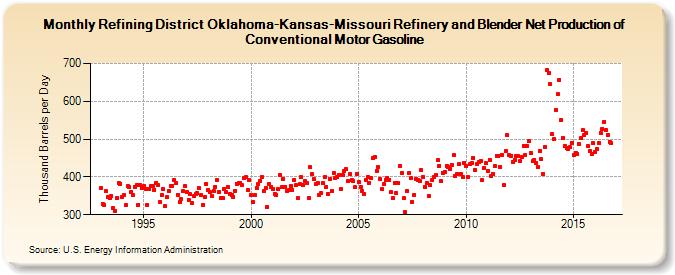 Monthly Refining District Oklahoma-Kansas-Missouri Refinery and Blender Net Production of
Conventional Motor Gasoline
Thousand Barrels per Day
700
600
500
400
300
1995
2000
2005
2010
2015
Source: U.S. Energy Information Administration